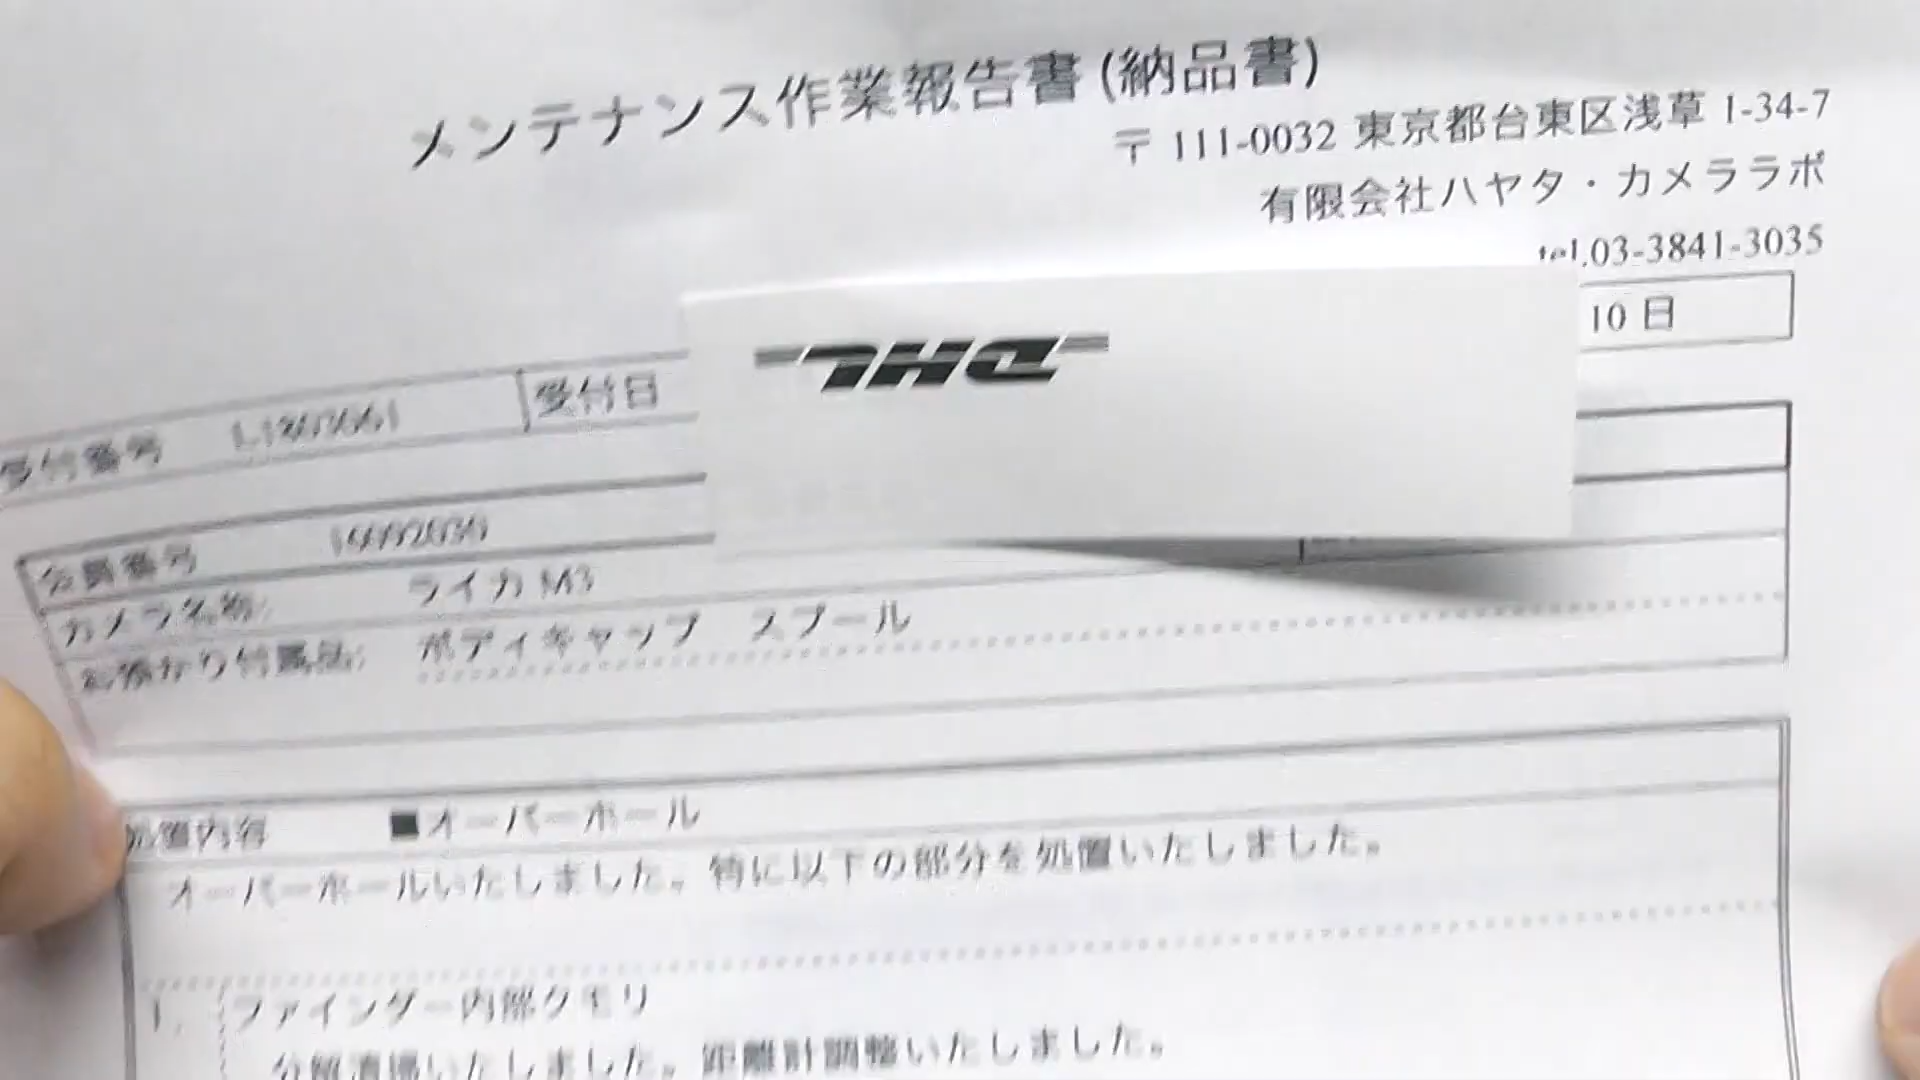 メンテナンス作業報告書 (納品書)
〒 111-0032 東京都台東区浅草 1-34-7
有限会社ハヤタ・カメララボ
tel.03-3841-3035
10 日
DHL
受付番号 受付日
会員番号
カメラ名称: ライカ M3
お預かり付属品: ボディキャップ スプール
処置内容 ■オーバーホール
オーバーホールいたしました。特に以下の部分を処置いたしました。
1. ファインダー内部クモリ
分解清掃いたしました。距離計調整いたしました。